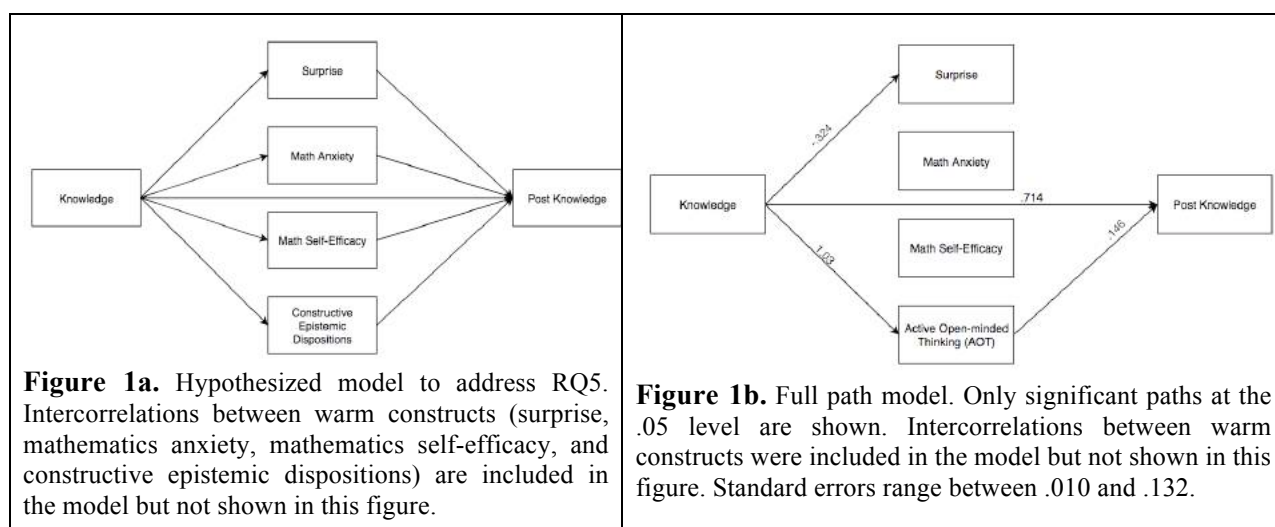 Surprise
Math Anxiety
Knowledge
Post Knowledge
Math Self-Efficacy
Constructive
Epistemic
Dispositions
Figure 1a. Hypothesized model to address RQ5.
Intercorrelations between warm constructs (surprise,
mathematics anxiety, mathematics self-efficacy, and
constructive epistemic dispositions) are included in
the model but not shown in this figure.
Surprise
-.324
Math Anxiety
Knowledge
.714
Post Knowledge
Math Self-Efficacy
1.03
.146
Active Open-minded
Thinking (AOT)
Figure 1b. Full path model. Only significant paths at the
.05 level are shown. Intercorrelations between warm
constructs were included in the model but not shown in this
figure. Standard errors range between .010 and .132.